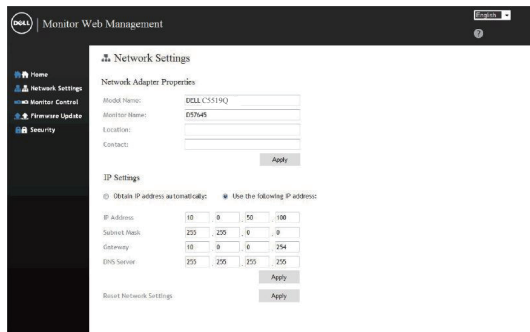 DELL Monitor Web Management
English
?
Home
Network Settings
Monitor Control
Firmware Update
Security
Network Settings
Network Adapter Properties
Model Name: DELL C5519Q
Monitor Name:
Location:
Contact:
Apply
IP Settings
Obtain IP address automatically: Use the following IP address:
IP Address 10 . 0 . 50 . 100
Subnet Mask 255 . 255 . 0 . 0
Gateway 10 . 0 . 0 . 254
DNS Server 255 . 255 . 255 . 255
Apply
Reset Network Settings Apply